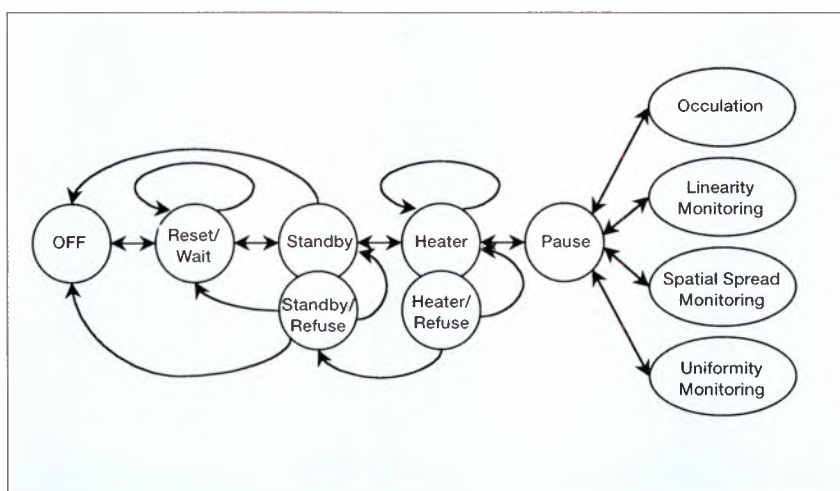 OFF
Reset/
Wait
Standby
Standby/
Refuse
Heater
Heater/
Refuse
Pause
Occulation
Linearity
Monitoring
Spatial Spread
Monitoring
Uniformity
Monitoring